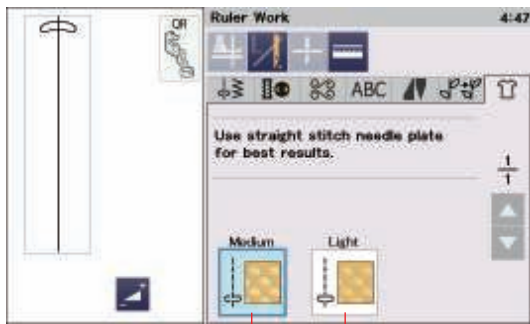 QR
Ruler Work 4:47
ABC
Use straight stitch needle plate
for best results.
1
1
Medium Light